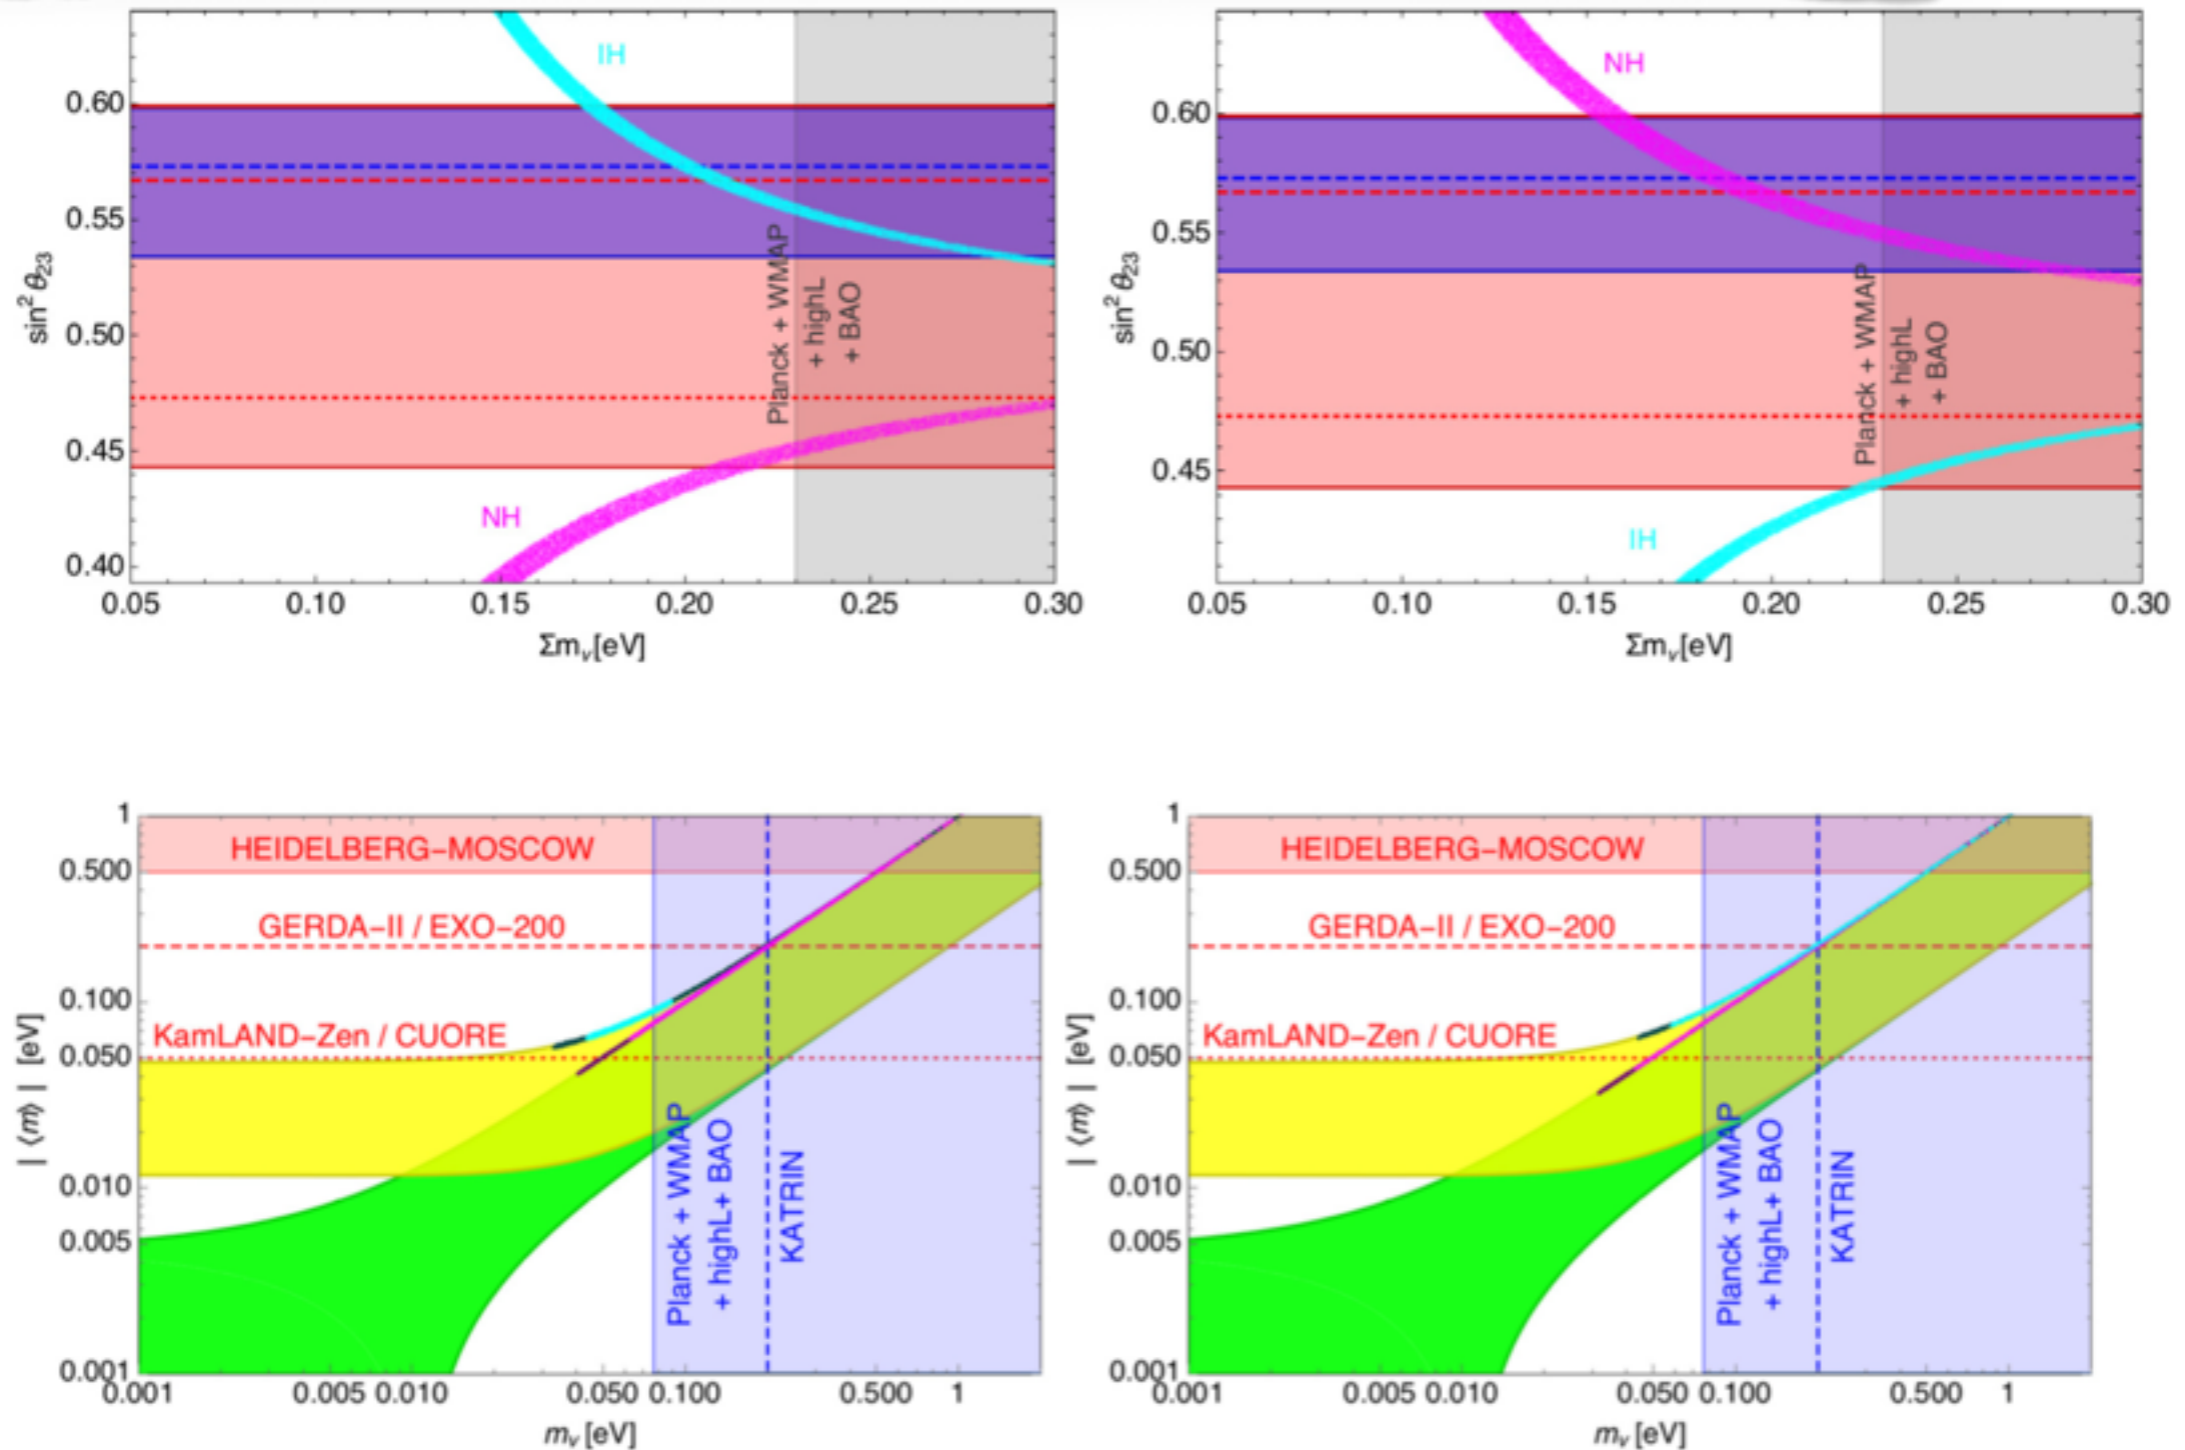 IH
0.60
0.55
0.50
0.45
0.40
sin² θ₂₃
Planck + WMAP
+ highL
+ BAO
NH
0.05 0.10 0.15 0.20 0.25 0.30
Σmᵥ[eV]
NH
0.60
0.55
0.50
0.45
sin² θ₂₃
Planck + WMAP
+ highL
+ BAO
IH
0.05 0.10 0.15 0.20 0.25 0.30
Σmᵥ[eV]
1
HEIDELBERG-MOSCOW
0.500
GERDA-II / EXO-200
0.100
KamLAND-Zen / CUORE
0.050
0.010
0.005
0.001
| ⟨m⟩ | [eV]
Planck + WMAP
+ highL+ BAO
KATRIN
0.001 0.005 0.010 0.050 0.100 0.500 1
mᵥ [eV]
1
HEIDELBERG-MOSCOW
0.500
GERDA-II / EXO-200
0.100
KamLAND-Zen / CUORE
0.050
0.010
0.005
0.001
| ⟨m⟩ | [eV]
Planck + WMAP
+ highL+ BAO
KATRIN
0.001 0.005 0.010 0.050 0.100 0.500 1
mᵥ [eV]